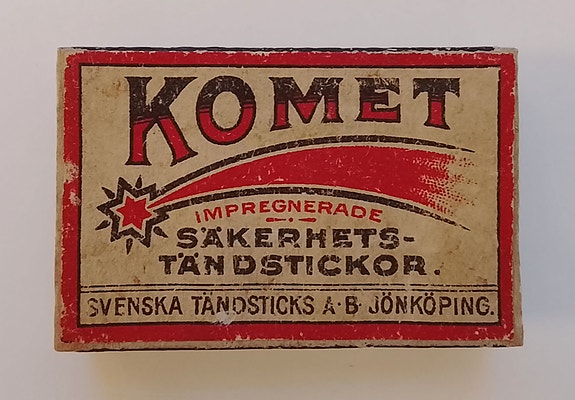 KOMET
IMPREGNERADE
SÄKERHETS-
TÄNDSTICKOR.
SVENSKA TÄNDSTICKS A·B· JÖNKÖPING.